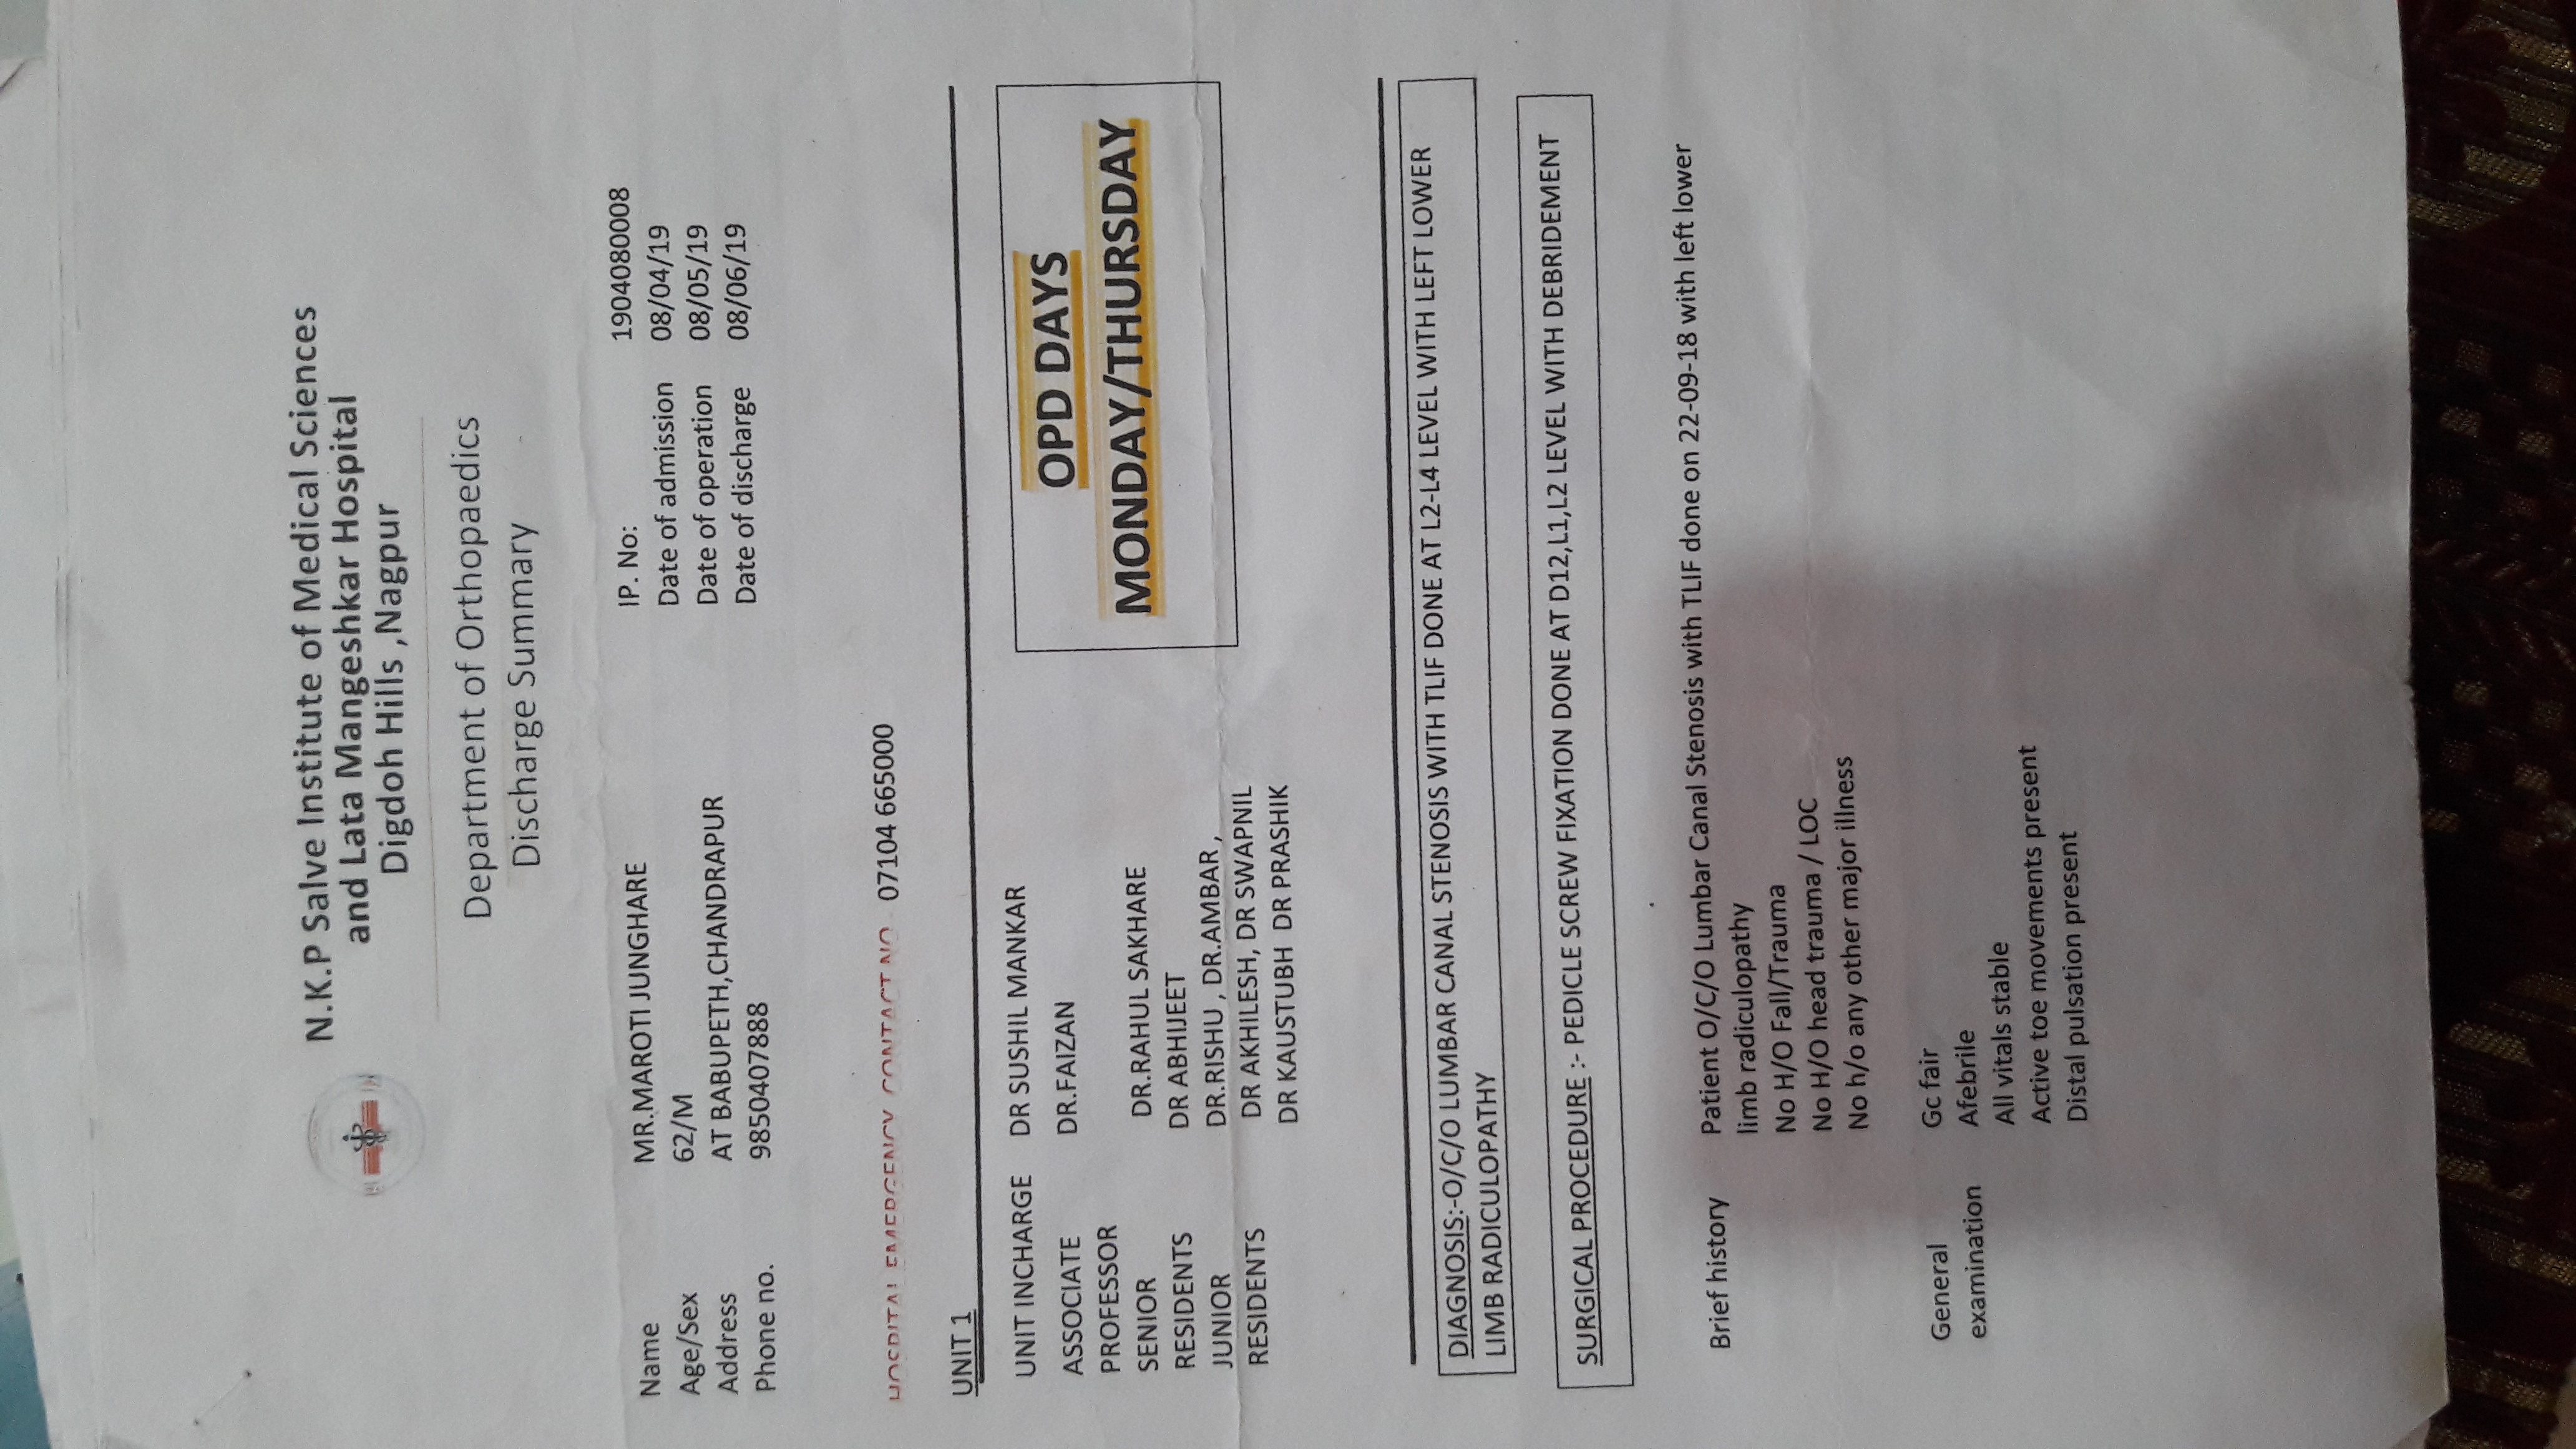 N.K.P Salve Institute of Medical Sciences
and Lata Mangeshkar Hospital
Digdoh Hills ,Nagpur
Department of Orthopaedics
Discharge Summary
Name MR.MAROTI JUNGHARE IP. No: 1904080008
Age/Sex 62/M Date of admission 08/04/19
Address AT BABUPETH,CHANDRAPUR Date of operation 08/05/19
Phone no. 9850407888 Date of discharge 08/06/19
HOSPITAL EMERGENCY CONTACT NO 07104 665000
UNIT 1
UNIT INCHARGE DR SUSHIL MANKAR
ASSOCIATE DR.FAIZAN
PROFESSOR
SENIOR DR.RAHUL SAKHARE
RESIDENTS DR ABHIJEET
JUNIOR DR.RISHU , DR.AMBAR ,
RESIDENTS DR AKHILESH, DR SWAPNIL
DR KAUSTUBH DR PRASHIK
OPD DAYS
MONDAY/THURSDAY
DIAGNOSIS:-O/C/O LUMBAR CANAL STENOSIS WITH TLIF DONE AT L2-L4 LEVEL WITH LEFT LOWER
LIMB RADICULOPATHY
SURGICAL PROCEDURE :- PEDICLE SCREW FIXATION DONE AT D12,L1,L2 LEVEL WITH DEBRIDEMENT
Brief history Patient O/C/O Lumbar Canal Stenosis with TLIF done on 22-09-18 with left lower
limb radiculopathy
No H/O Fall/Trauma
No H/O head trauma / LOC
No h/o any other major illness
General Gc fair
examination Afebrile
All vitals stable
Active toe movements present
Distal pulsation present